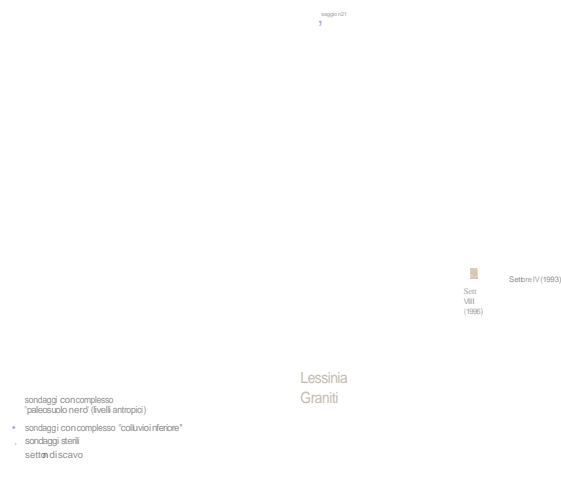 saggio n21
Settore IV (1993)
Sett
VIII
(1996)
Lessinia
Graniti
sondaggi con complesso
"paleosuolo nero" (livelli antropici)
sondaggi con complesso "colluvio inferiore"
sondaggi sterili
settori di scavo